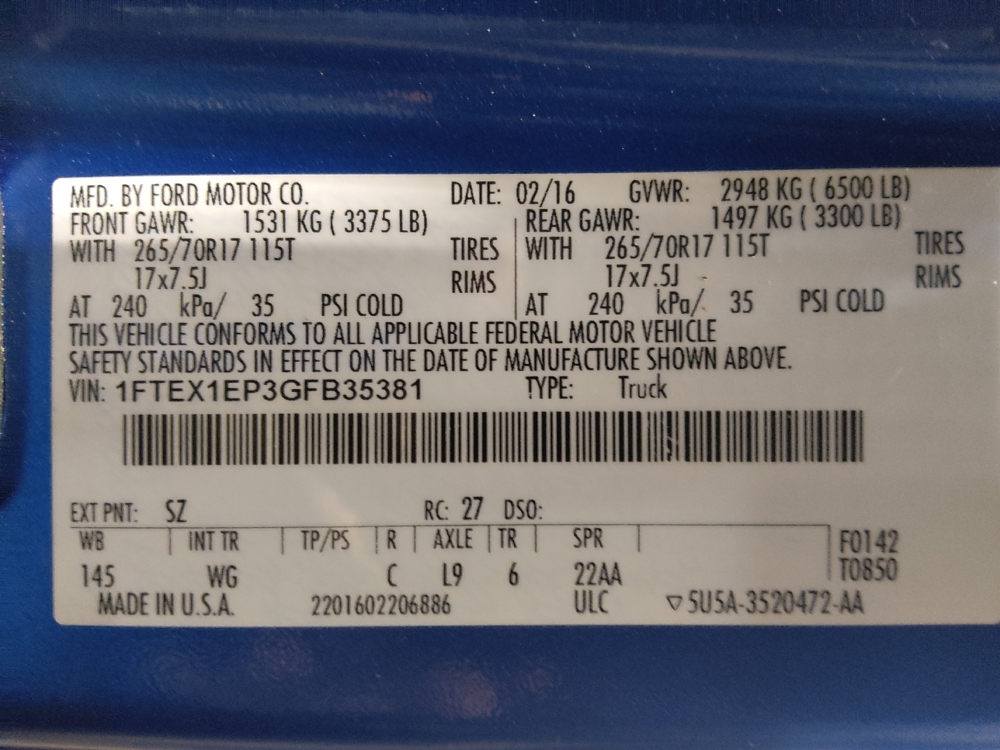 MFD. BY FORD MOTOR CO. DATE: 02/16 GVWR: 2948 KG ( 6500 LB)
FRONT GAWR: 1531 KG ( 3375 LB) REAR GAWR: 1497 KG ( 3300 LB)
WITH 265/70R17 115T TIRES WITH 265/70R17 115T TIRES
17x7.5J RIMS 17x7.5J RIMS
AT 240 kPa/ 35 PSI COLD AT 240 kPa/ 35 PSI COLD
THIS VEHICLE CONFORMS TO ALL APPLICABLE FEDERAL MOTOR VEHICLE
SAFETY STANDARDS IN EFFECT ON THE DATE OF MANUFACTURE SHOWN ABOVE.
VIN: 1FTEX1EP3GFB35381 TYPE: Truck
EXT PNT: SZ RC: 27 DSO:
WB INT TR TP/PS R AXLE TR SPR F0142
145 WG C L9 6 22AA T0850
MADE IN U.S.A. 2201602206886 ULC ▽5U5A-3520472-AA